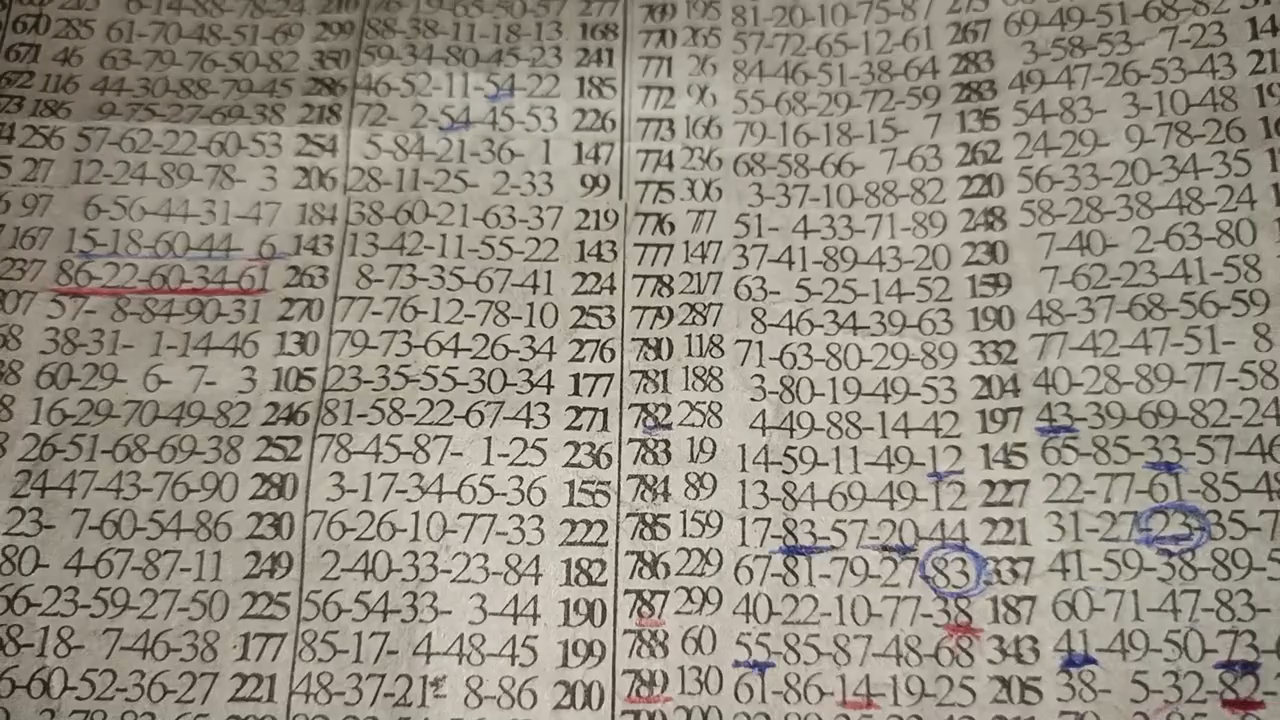 670 285 61-70-48-51-69 299 88-38-11-18-13 168
671 46 63-79-76-50-82 350 59-34-80-45-23 241
672 116 44-30-88-79-45 286 46-52-11-54-22 185
73 186 9-75-27-69-38 218 72- 2-54-45-53 226
256 57-62-22-60-53 254 5-84-21-36- 1 147
27 12-24-89-78- 3 206 28-11-25- 2-33 99
97 6-56-44-31-47 184 38-60-21-63-37 219
167 15-18-60-44- 6 143 13-42-11-55-22 143
237 86-22-60-34-61 263 8-73-35-67-41 224
307 57- 8-84-90-31 270 77-76-12-78-10 253
38-31- 1-14-46 130 79-73-64-26-34 276
60-29- 6- 7- 3 105 23-35-55-30-34 177
16-29-70-49-82 246 81-58-22-67-43 271
26-51-68-69-38 252 78-45-87- 1-25 236
24-47-43-76-90 280 3-17-34-65-36 155
23- 7-60-54-86 230 76-26-10-77-33 222
80- 4-67-87-11 249 2-40-33-23-84 182
66-23-59-27-50 225 56-54-33- 3-44 190
-18- 7-46-38 177 85-17- 4-48-45 199
-60-52-36-27 221 48-37-21- 8-86 200
769 195 81-20-10-75-87 273 69-49-51-68-82
770 265 57-72-65-12-61 267 3-58-53- 7-23
771 26 84-46-51-38-64 283 49-47-26-53-43
772 96 55-68-29-72-59 283 54-83- 3-10-48
773 166 79-16-18-15- 7 135 24-29- 9-78-26
774 236 68-58-66- 7-63 262 56-33-20-34-35
775 306 3-37-10-88-82 220 58-28-38-48-24
776 77 51- 4-33-71-89 248 7-40- 2-63-80
777 147 37-41-89-43-20 230 7-62-23-41-58
778 217 63- 5-25-14-52 159 48-37-68-56-59
779 287 8-46-34-39-63 190 77-42-47-51- 8
780 118 71-63-80-29-89 332 40-28-89-77-58
781 188 3-80-19-49-53 204 43-39-69-82-24
782 258 4-49-88-14-42 197 65-85-33-57-46
783 19 14-59-11-49-12 145 22-77-61-85-
784 89 13-84-69-49-12 227 31-27-23-35-
785 159 17-83-57-20-44 221 41-59-38-89-
786 229 67-81-79-27-83 337 60-71-47-83-
787 299 40-22-10-77-38 187 41-49-50-73-
788 60 55-85-87-48-68 343 38- 5-32-82-
789 130 61-86-14-19-25 205